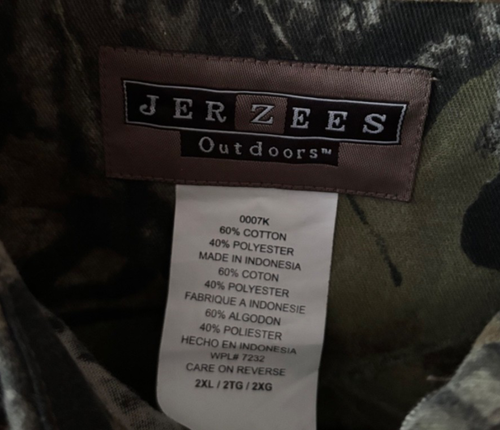 JERZEES
Outdoors™
0007K
60% COTTON
40% POLYESTER
MADE IN INDONESIA
60% COTON
40% POLYESTER
FABRIQUE A INDONESIE
60% ALGODON
40% POLIESTER
HECHO EN INDONESIA
WPL# 7232
CARE ON REVERSE
2XL / 2TG / 2XG